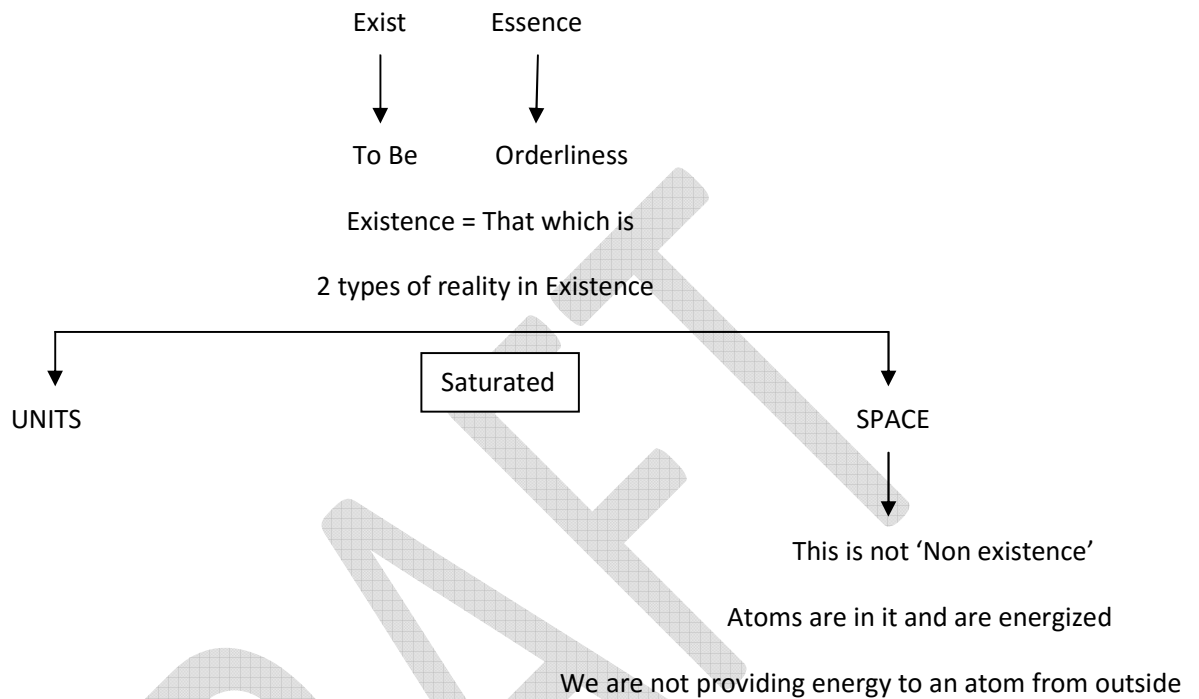 Exist Essence
To Be Orderliness
Existence = That which is
2 types of reality in Existence
Saturated
UNITS SPACE
This is not ‘Non existence’
Atoms are in it and are energized
We are not providing energy to an atom from outside
DRAFT